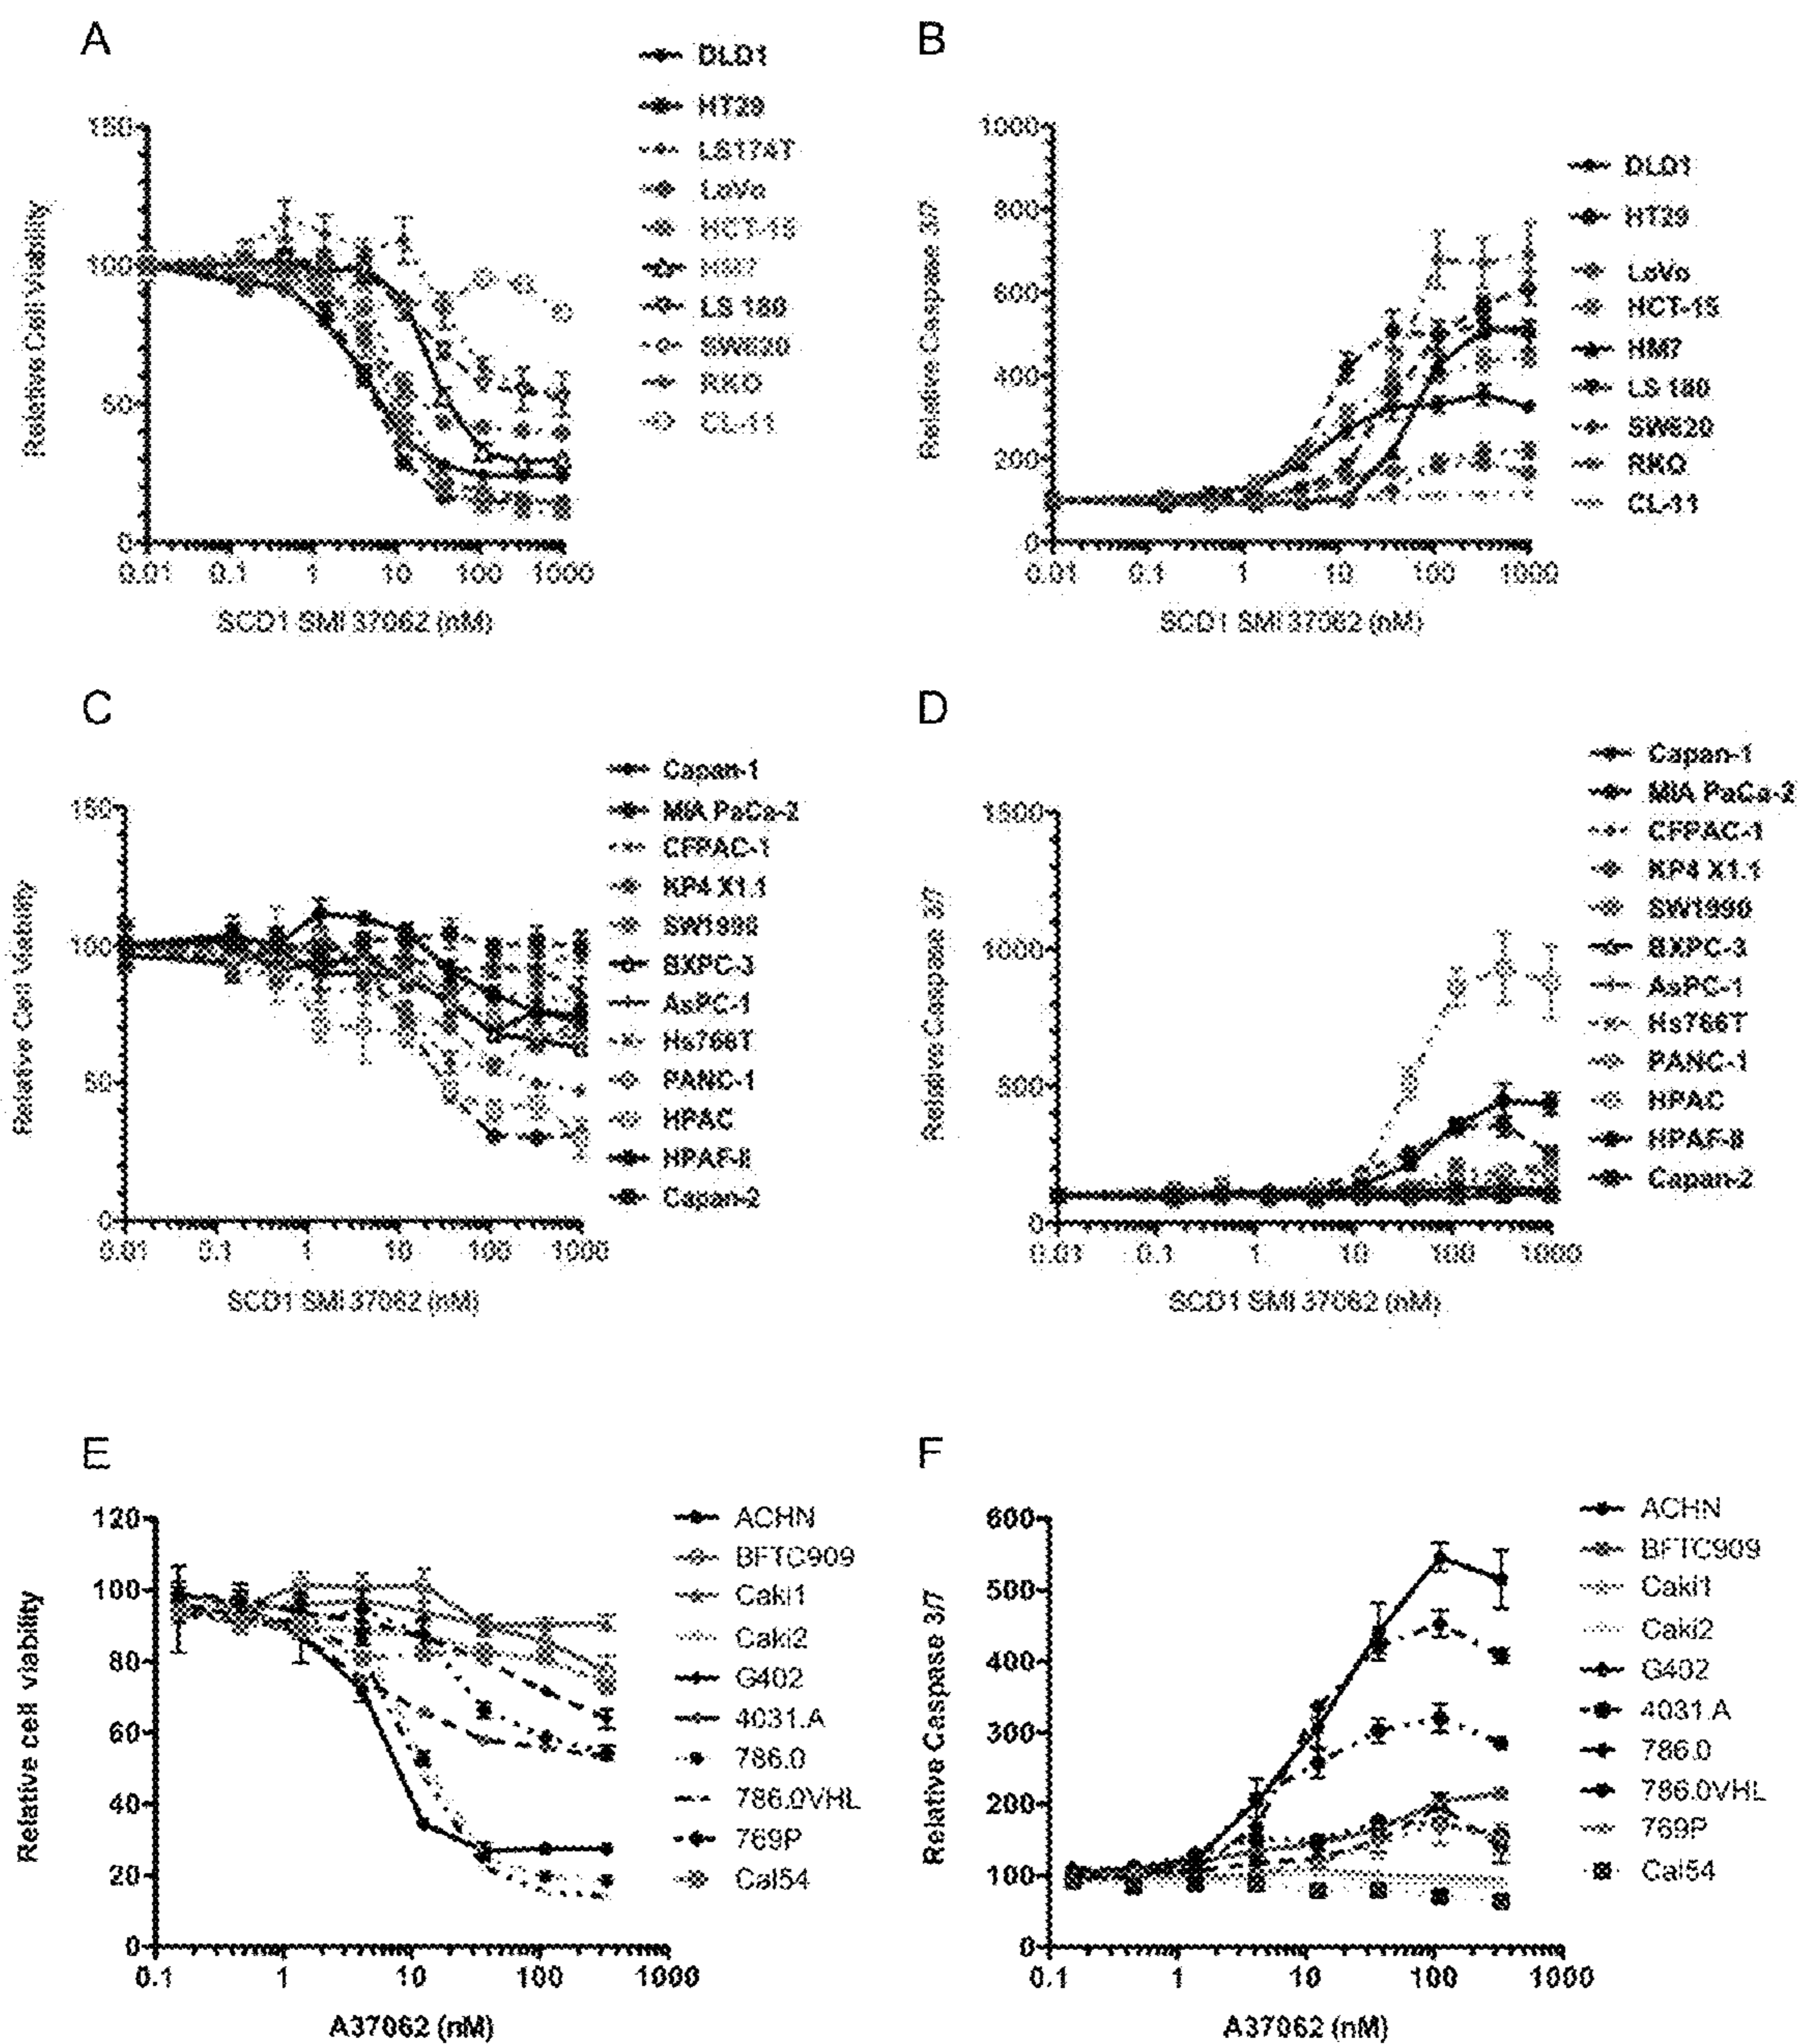 A
Relative Cell Viability
150
100
50
0
0.01 0.1 1 10 100 1000
SCD1 SMI 37062 (nM)
DLD1
HT29
LS174T
LoVo
HCT-15
HM7
LS 180
SW620
RKO
CL-11
B
Relative Caspase 3/7
1000
800
600
400
200
0
0.01 0.1 1 10 100 1000
SCD1 SMI 37062 (nM)
DLD1
HT29
LoVo
HCT-15
HM7
LS 180
SW620
RKO
CL-11
C
Relative Cell Viability
150
100
50
0
0.01 0.1 1 10 100 1000
SCD1 SMI 37062 (nM)
Capan-1
MIA PaCa-2
CFPAC-1
KP4 X1.1
SW1990
BXPC-3
AsPC-1
Hs766T
PANC-1
HPAC
HPAF-II
Capan-2
D
Relative Caspase 3/7
1500
1000
500
0
0.01 0.1 1 10 100 1000
SCD1 SMI 37062 (nM)
Capan-1
MIA PaCa-2
CFPAC-1
KP4 X1.1
SW1990
BXPC-3
AsPC-1
Hs766T
PANC-1
HPAC
HPAF-II
Capan-2
E
Relative cell viability
120
100
80
60
40
20
0
0.1 1 10 100 1000
A37062 (nM)
ACHN
BFTC909
Caki1
Caki2
G402
4031.A
786.0
786.0VHL
769P
Cal54
F
Relative Caspase 3/7
600
500
400
300
200
100
0
0.1 1 10 100 1000
A37062 (nM)
ACHN
BFTC909
Caki1
Caki2
G402
4031.A
786.0
786.0VHL
769P
Cal54